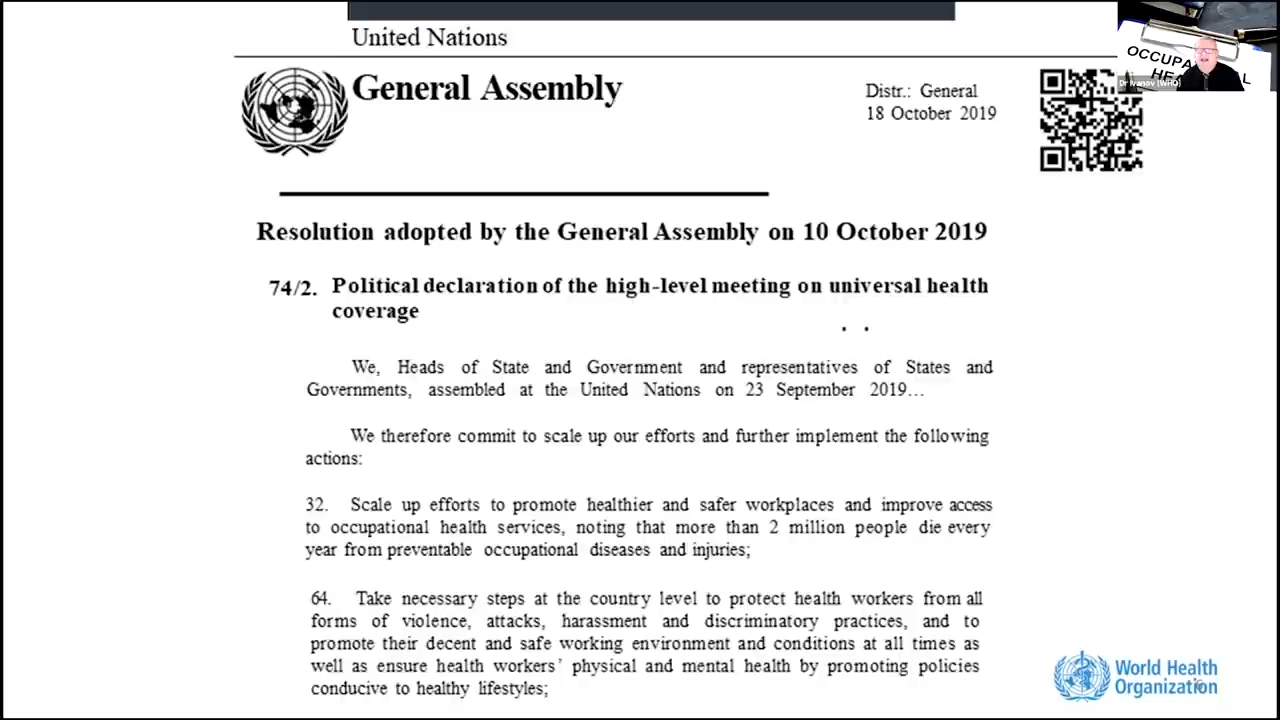 United Nations
General Assembly
Distr.: General
18 October 2019
OCCUPA
HE
L
Dr Ivanov (WHO)
Resolution adopted by the General Assembly on 10 October 2019
74/2. Political declaration of the high-level meeting on universal health
coverage
We, Heads of State and Government and representatives of States and
Governments, assembled at the United Nations on 23 September 2019…
We therefore commit to scale up our efforts and further implement the following
actions:
32. Scale up efforts to promote healthier and safer workplaces and improve access
to occupational health services, noting that more than 2 million people die every
year from preventable occupational diseases and injuries;
64. Take necessary steps at the country level to protect health workers from all
forms of violence, attacks, harassment and discriminatory practices, and to
promote their decent and safe working environment and conditions at all times as
well as ensure health workers’ physical and mental health by promoting policies
conducive to healthy lifestyles;
World Health
Organization